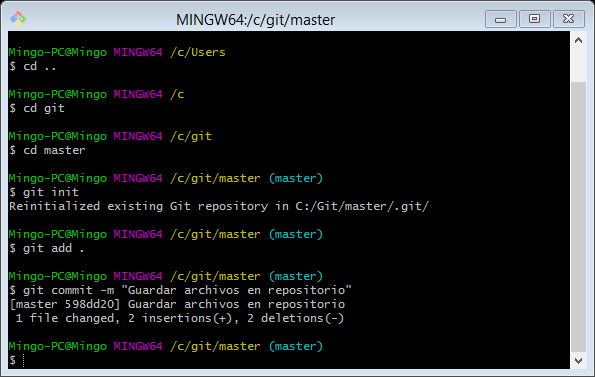 MINGW64:/c/git/master
Mingo-PC@Mingo MINGW64 /c/Users
$ cd ..
Mingo-PC@Mingo MINGW64 /c
$ cd git
Mingo-PC@Mingo MINGW64 /c/git
$ cd master
Mingo-PC@Mingo MINGW64 /c/git/master (master)
$ git init
Reinitialized existing Git repository in C:/Git/master/.git/
Mingo-PC@Mingo MINGW64 /c/git/master (master)
$ git add .
Mingo-PC@Mingo MINGW64 /c/git/master (master)
$ git commit -m "Guardar archivos en repositorio"
[master 598dd20] Guardar archivos en repositorio
 1 file changed, 2 insertions(+), 2 deletions(-)
Mingo-PC@Mingo MINGW64 /c/git/master (master)
$